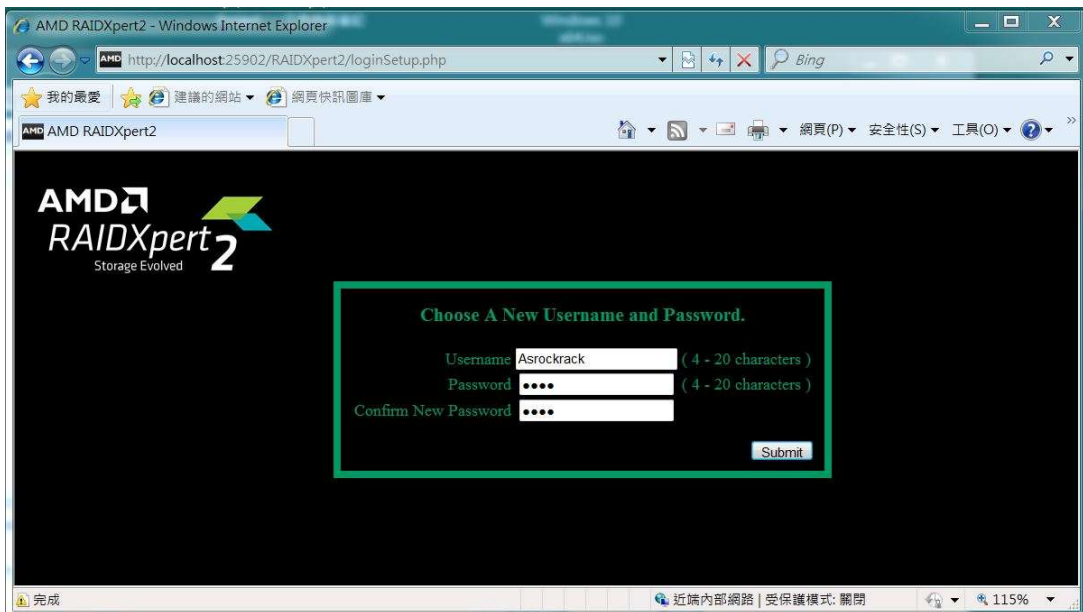 AMD RAIDXpert2 - Windows Internet Explorer
AMD http://localhost:25902/RAIDXpert2/loginSetup.php
Bing
我的最愛 建議的網站 網頁快訊圖庫
AMD AMD RAIDXpert2
網頁(P) 安全性(S) 工具(O) »
AMD
RAIDXpert2
Storage Evolved
Choose A New Username and Password.
Username Asrockrack ( 4 - 20 characters )
Password •••• ( 4 - 20 characters )
Confirm New Password ••••
Submit
完成 近端內部網路 | 受保護模式: 關閉 115%